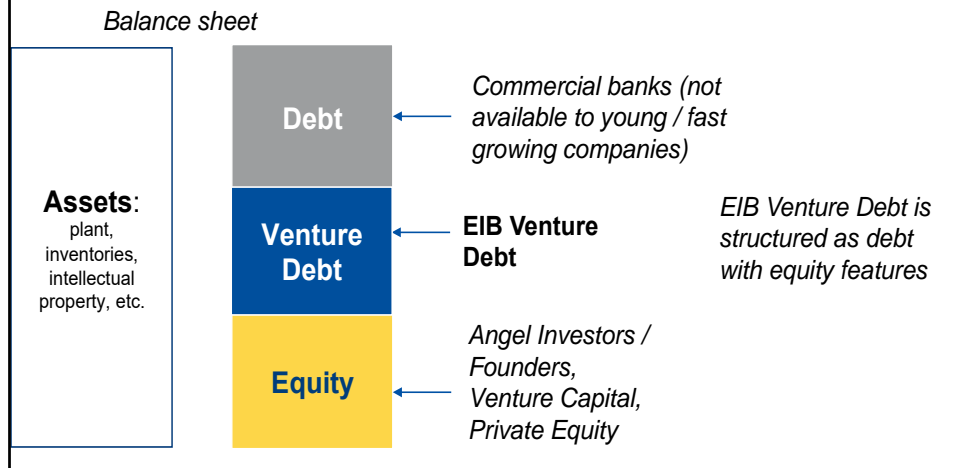 Balance sheet
Assets:
plant,
inventories,
intellectual
property, etc.
Debt
Commercial banks (not
available to young / fast
growing companies)
Venture
Debt
EIB Venture
Debt
EIB Venture Debt is
structured as debt
with equity features
Equity
Angel Investors /
Founders,
Venture Capital,
Private Equity